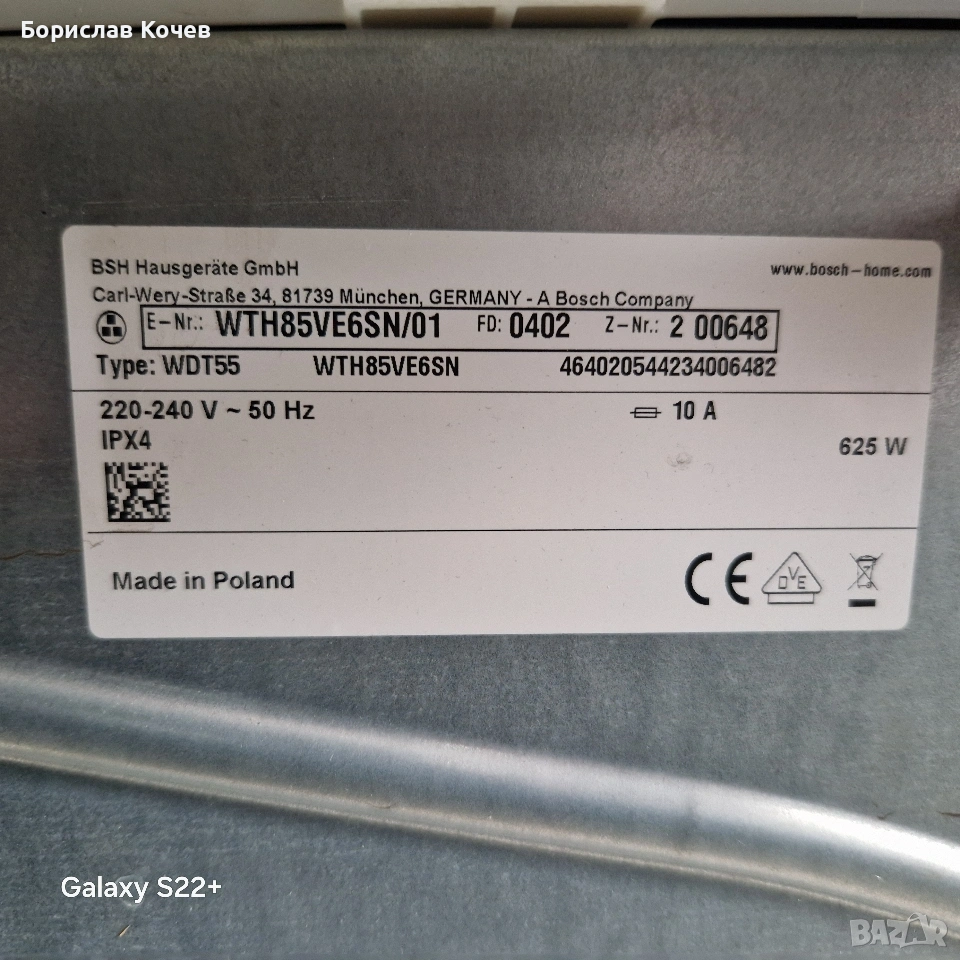 Борислав Кочев
BSH Hausgeräte GmbH www.bosch-home.com
Carl-Wery-Straße 34, 81739 München, GERMANY - A Bosch Company
E-Nr.: WTH85VE6SN/01 FD: 0402 Z-Nr.: 2 00648
Type: WDT55 WTH85VE6SN 464020544234006482
220-240 V ~ 50 Hz 10 A
IPX4
625 W
Made in Poland CE DVE
Galaxy S22+
BAZAR